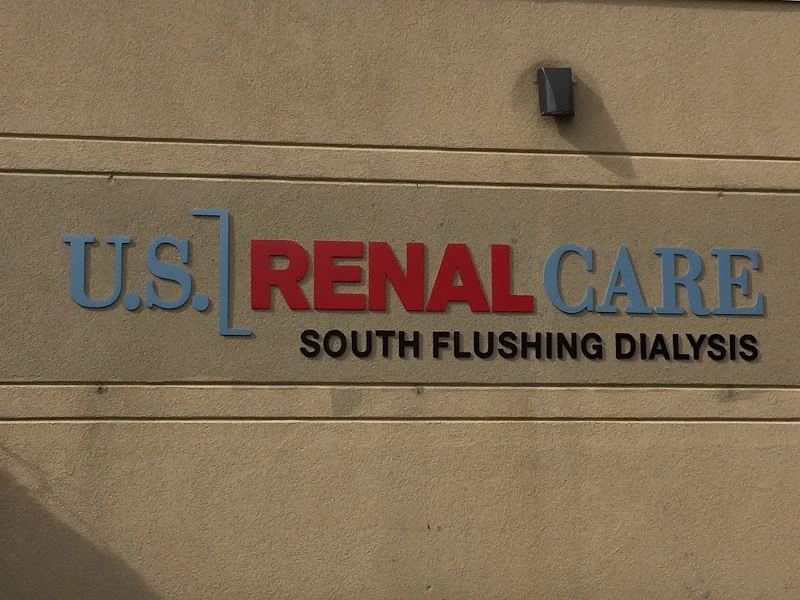 U.S. RENAL CARE
SOUTH FLUSHING DIALYSIS